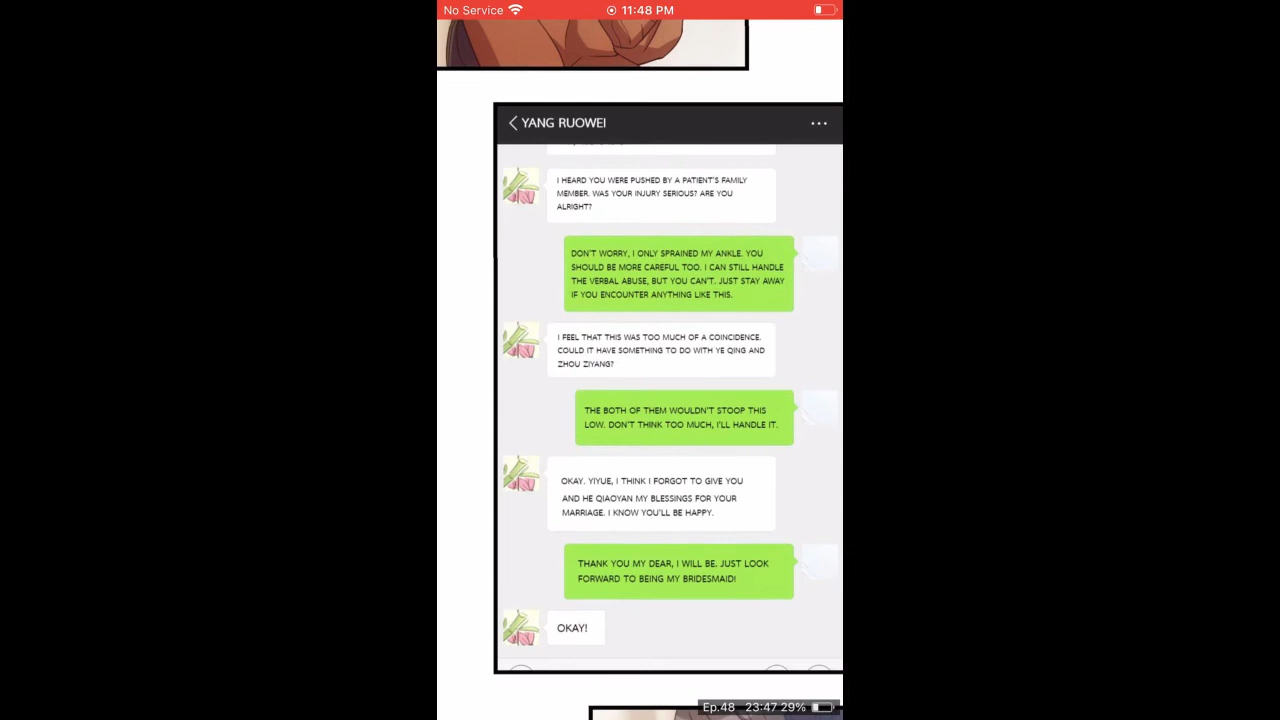 No Service 11:48 PM
YANG RUOWEI
I HEARD YOU WERE PUSHED BY A PATIENT'S FAMILY
MEMBER. WAS YOUR INJURY SERIOUS? ARE YOU
ALRIGHT?
DON'T WORRY, I ONLY SPRAINED MY ANKLE. YOU
SHOULD BE MORE CAREFUL TOO. I CAN STILL HANDLE
THE VERBAL ABUSE, BUT YOU CAN'T. JUST STAY AWAY
IF YOU ENCOUNTER ANYTHING LIKE THIS.
I FEEL THAT THIS WAS TOO MUCH OF A COINCIDENCE.
COULD IT HAVE SOMETHING TO DO WITH YE QING AND
ZHOU ZIYANG?
THE BOTH OF THEM WOULDN'T STOOP THIS
LOW. DON'T THINK TOO MUCH, I'LL HANDLE IT.
OKAY. YIYUE, I THINK I FORGOT TO GIVE YOU
AND HE QIAOYAN MY BLESSINGS FOR YOUR
MARRIAGE. I KNOW YOU'LL BE HAPPY.
THANK YOU MY DEAR, I WILL BE. JUST LOOK
FORWARD TO BEING MY BRIDESMAID!
OKAY!
Ep.48 23:47 29%